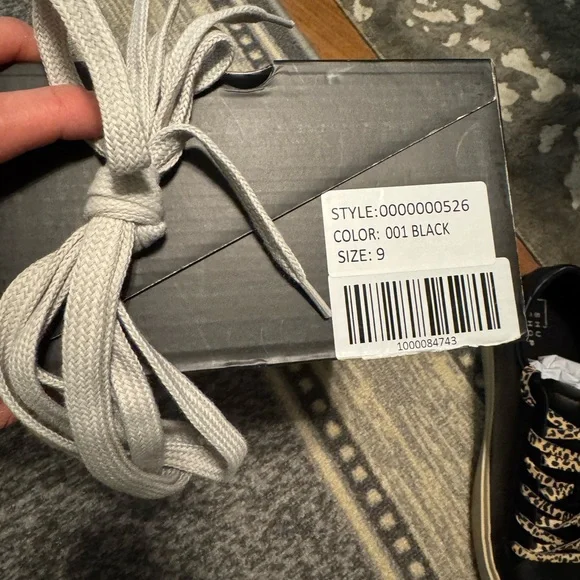 STYLE:0000000526
COLOR: 001 BLACK
SIZE: 9
1000084743